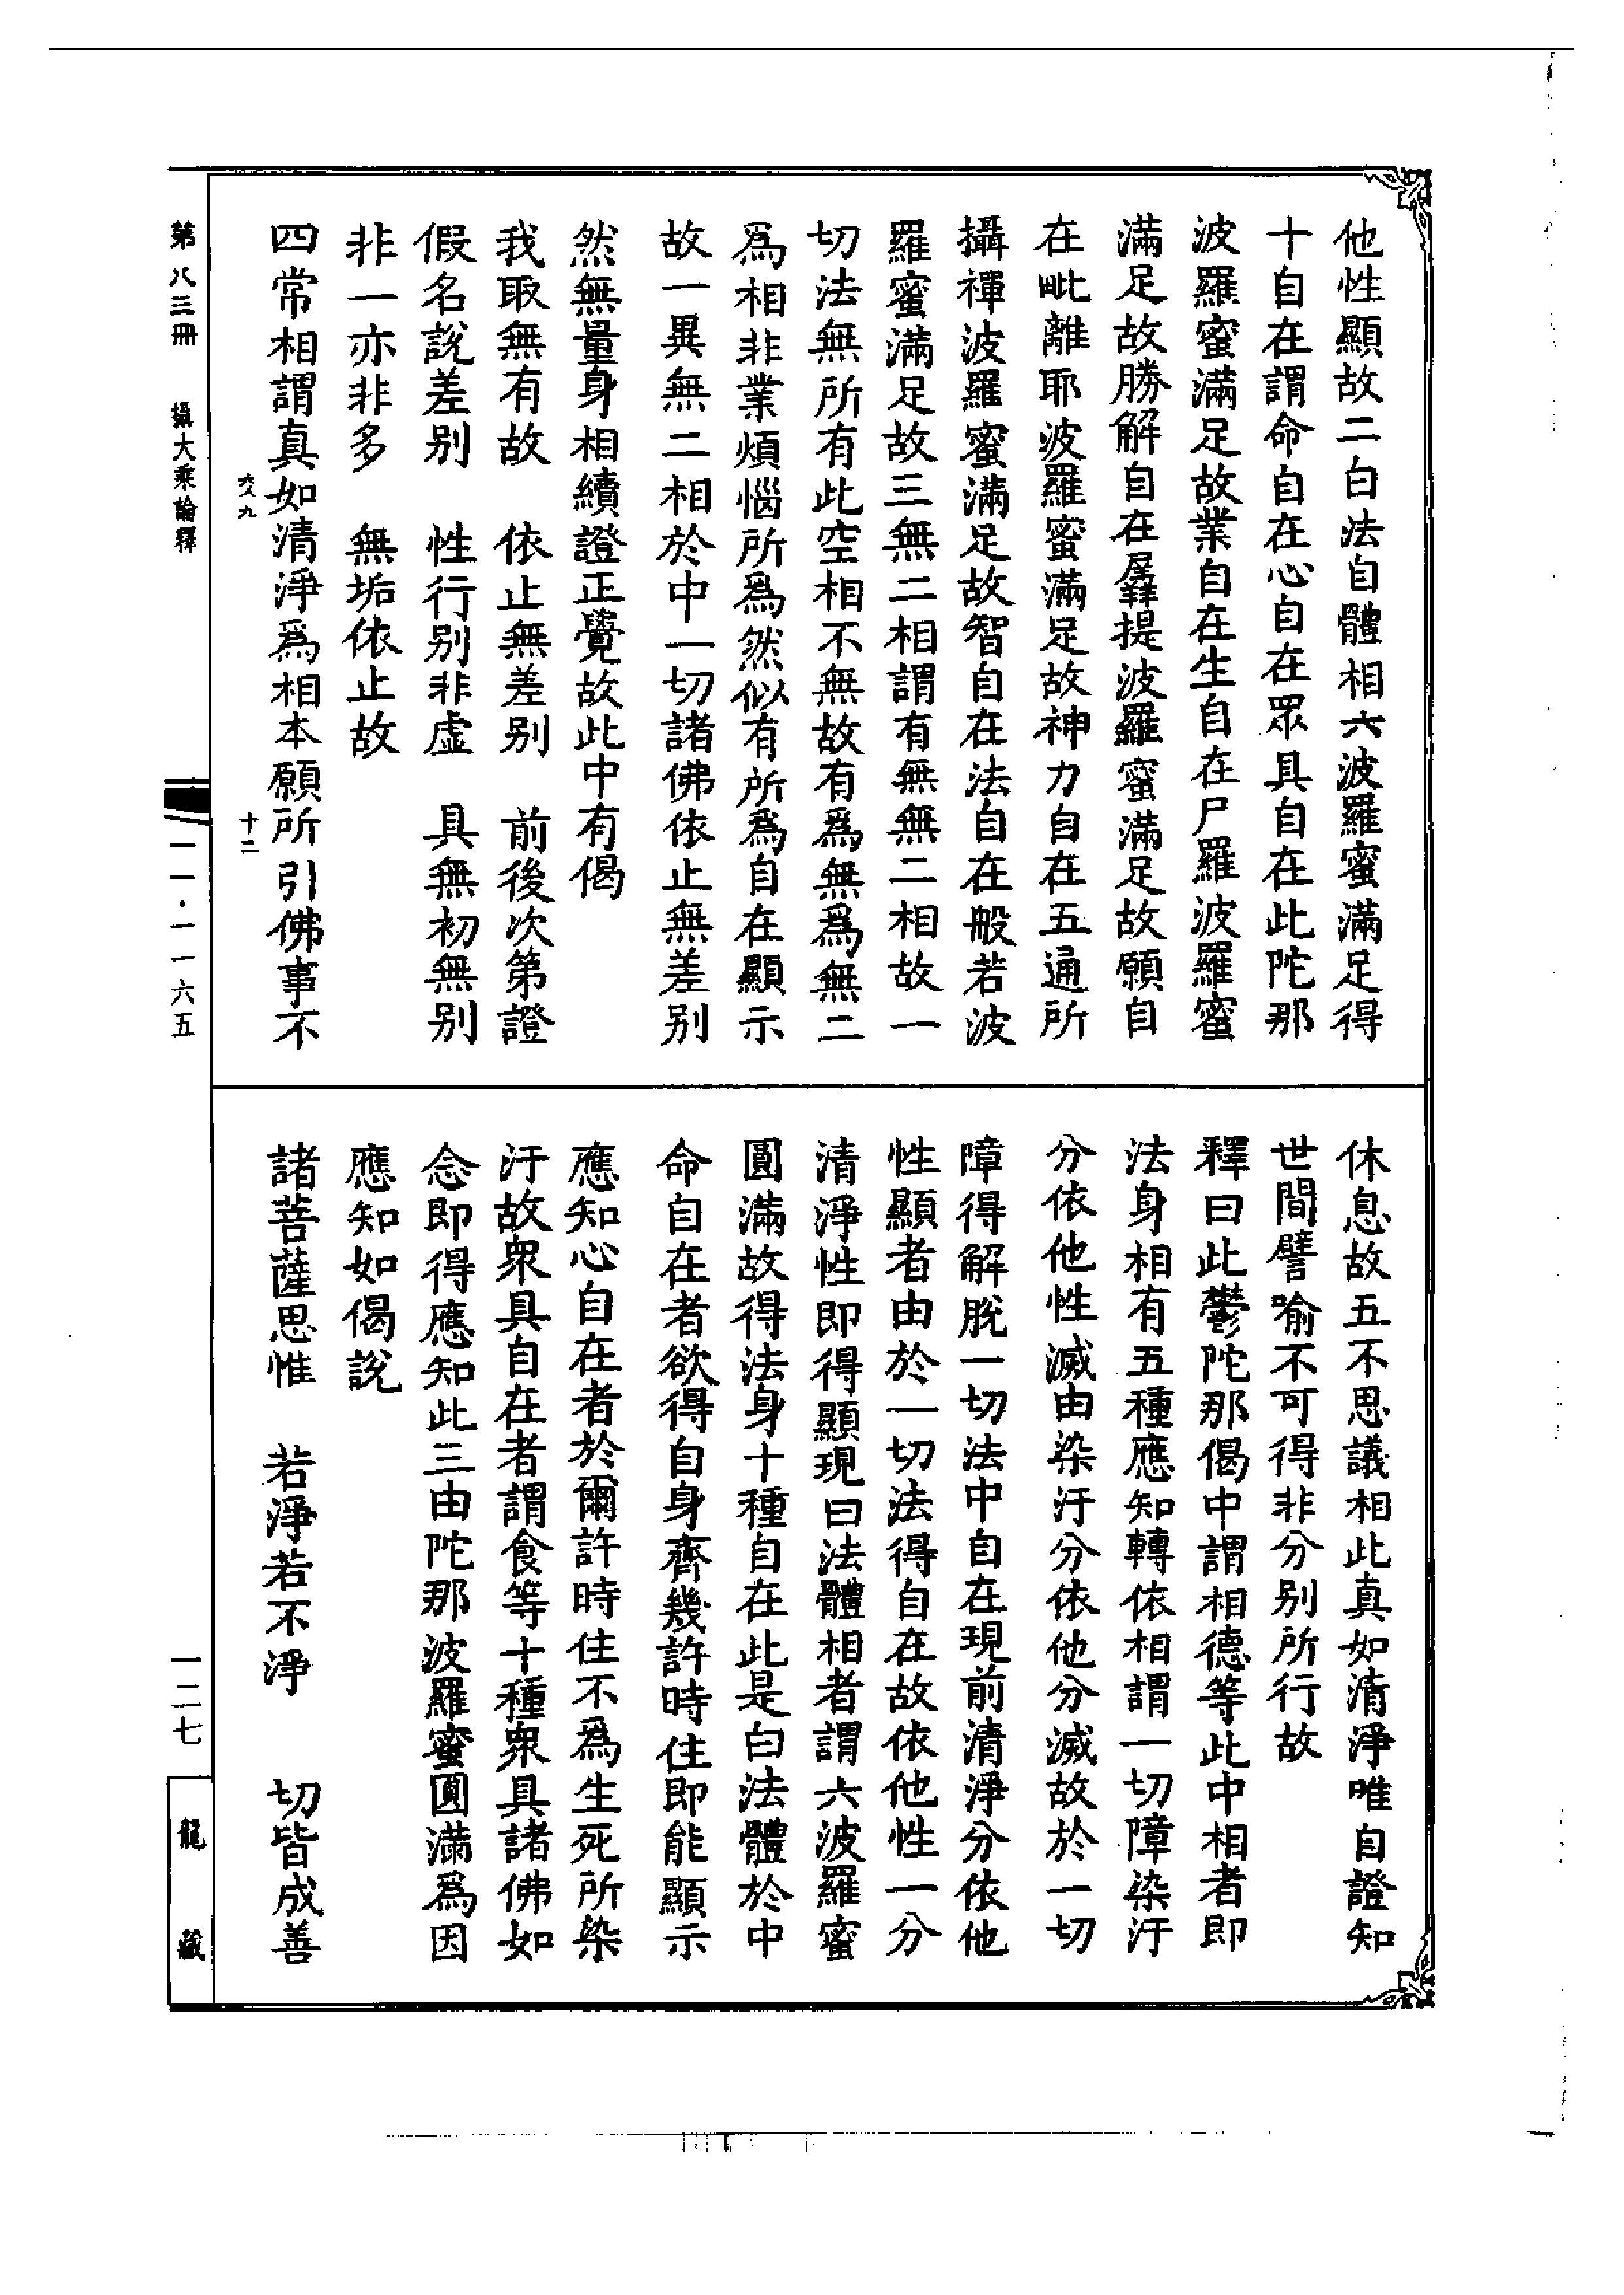 他性顯故二白法自體相六波羅蜜滿足得
十自在謂命自在心自在眾具自在此陀那
波羅蜜滿足故業自在生自在尸羅波羅蜜
滿足故勝解自在羼提波羅蜜滿足故願自
在毗離耶波羅蜜滿足故神力自在五通所
攝禪波羅蜜滿足故智自在法自在般若波
羅蜜滿足故三無二相謂有無無二相故一
切法無所有此空相不無故有為無為無二
為相非業煩惱所為然似有所為自在顯示
故一異無二相於中一切諸佛依止無差別
然無量身相續證正覺故此中有偈
我取無有故　依止無差別　前後次第證
假名說差別　性行別非虛　具無初無別
非一亦非多　無垢依止故
四常相謂真如清淨為相本願所引佛事不
休息故五不思議相此真如清淨唯自證知
世間譬喻不可得非分別所行故
釋曰此鬱陀那偈中謂相德等此中相者即
法身相有五種應知轉依相謂一切障染汙
分依他性滅由染汙分依他分滅故於一切
障得解脫一切法中自在現前清淨分依他
性顯者由於一切法得自在故依他性一分
清淨性即得顯現曰法體相者謂六波羅蜜
圓滿故得法身十種自在此是白法體於中
命自在者欲得自身齊幾許時住即能顯示
應知心自在者於爾許時住不為生死所染
汙故眾具自在者謂食等十種眾具諸佛如
念即得應知此三由陀那波羅蜜圓滿為因
應知如偈說
諸菩薩思惟　若淨若不淨　切皆成善
六九
十二
第八三冊　攝大乘論釋
一一一·一一六五
一二七
龍藏